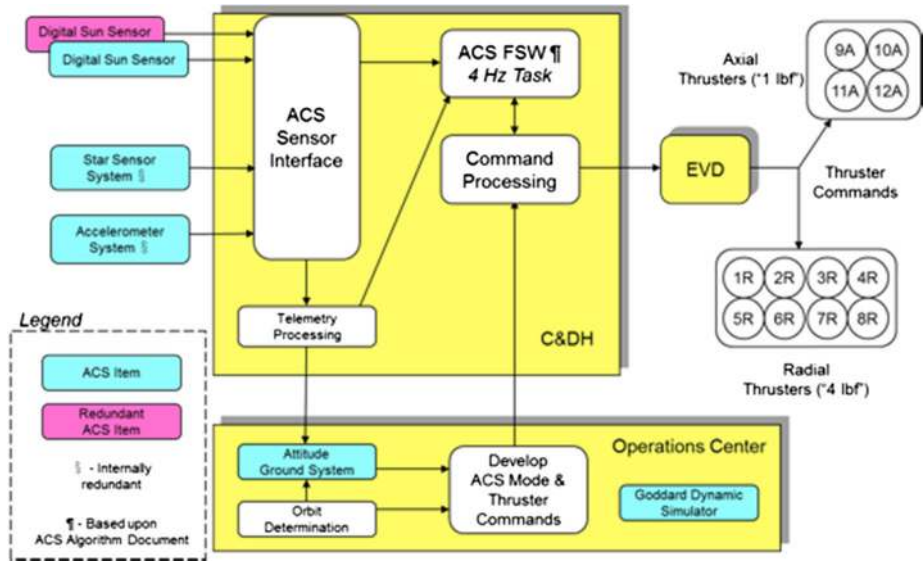 Digital Sun Sensor
Digital Sun Sensor
Star Sensor
System §
Accelerometer
System §
ACS
Sensor
Interface
ACS FSW ¶
4 Hz Task
Command
Processing
Telemetry
Processing
C&DH
EVD
Axial
Thrusters ("1 lbf")
9A 10A
11A 12A
Thruster
Commands
1R 2R 3R 4R
5R 6R 7R 8R
Radial
Thrusters ("4 lbf")
Legend
ACS Item
Redundant
ACS Item
§ - Internally
redundant
¶ - Based upon
ACS Algorithm Document
Operations Center
Attitude
Ground System
Orbit
Determination
Develop
ACS Mode &
Thruster
Commands
Goddard Dynamic
Simulator